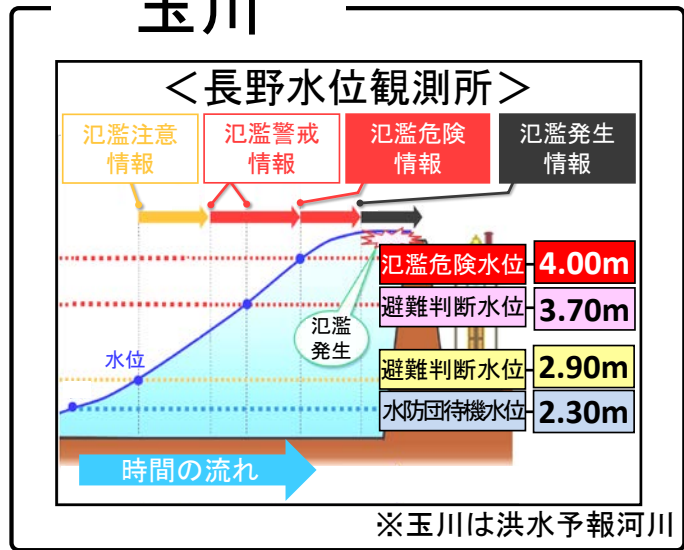 玉川
＜長野水位観測所＞
氾濫注意
情報
氾濫警戒
情報
氾濫危険
情報
氾濫発生
情報
氾濫危険水位
4.00m
避難判断水位
3.70m
氾濫
発生
水位
避難判断水位
2.90m
水防団待機水位
2.30m
時間の流れ
※玉川は洪水予報河川